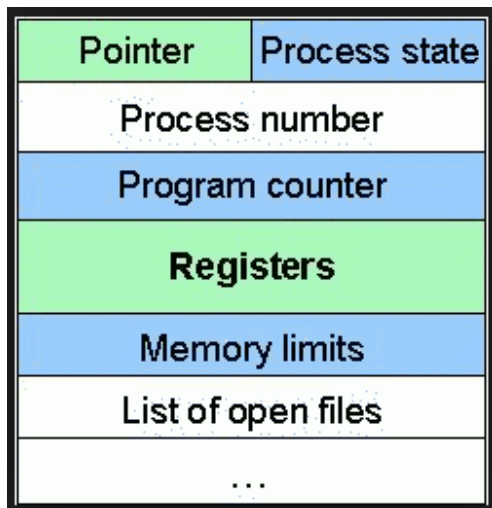 Pointer
Process state
Process number
Program counter
Registers
Memory limits
List of open files
...